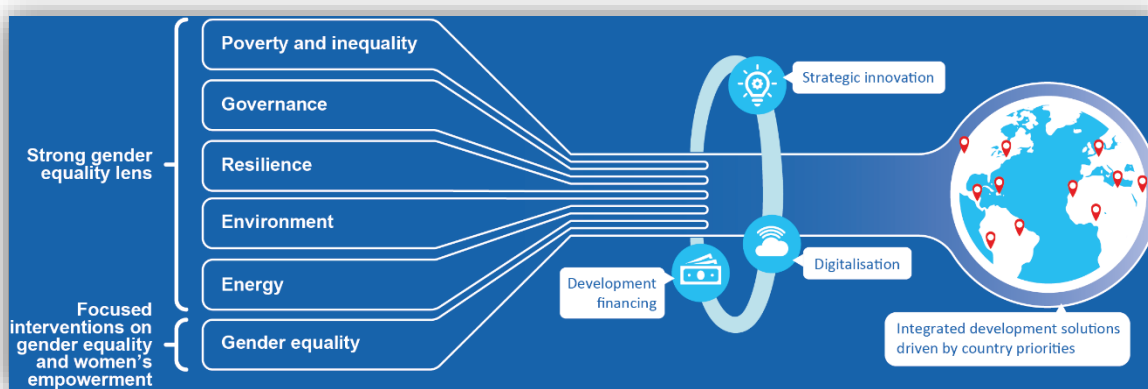 Strong gender
equality lens
Poverty and inequality
Governance
Resilience
Environment
Energy
Focused
interventions on
gender equality
and women's
empowerment
Gender equality
Strategic innovation
Development
financing
Digitalisation
Integrated development solutions
driven by country priorities